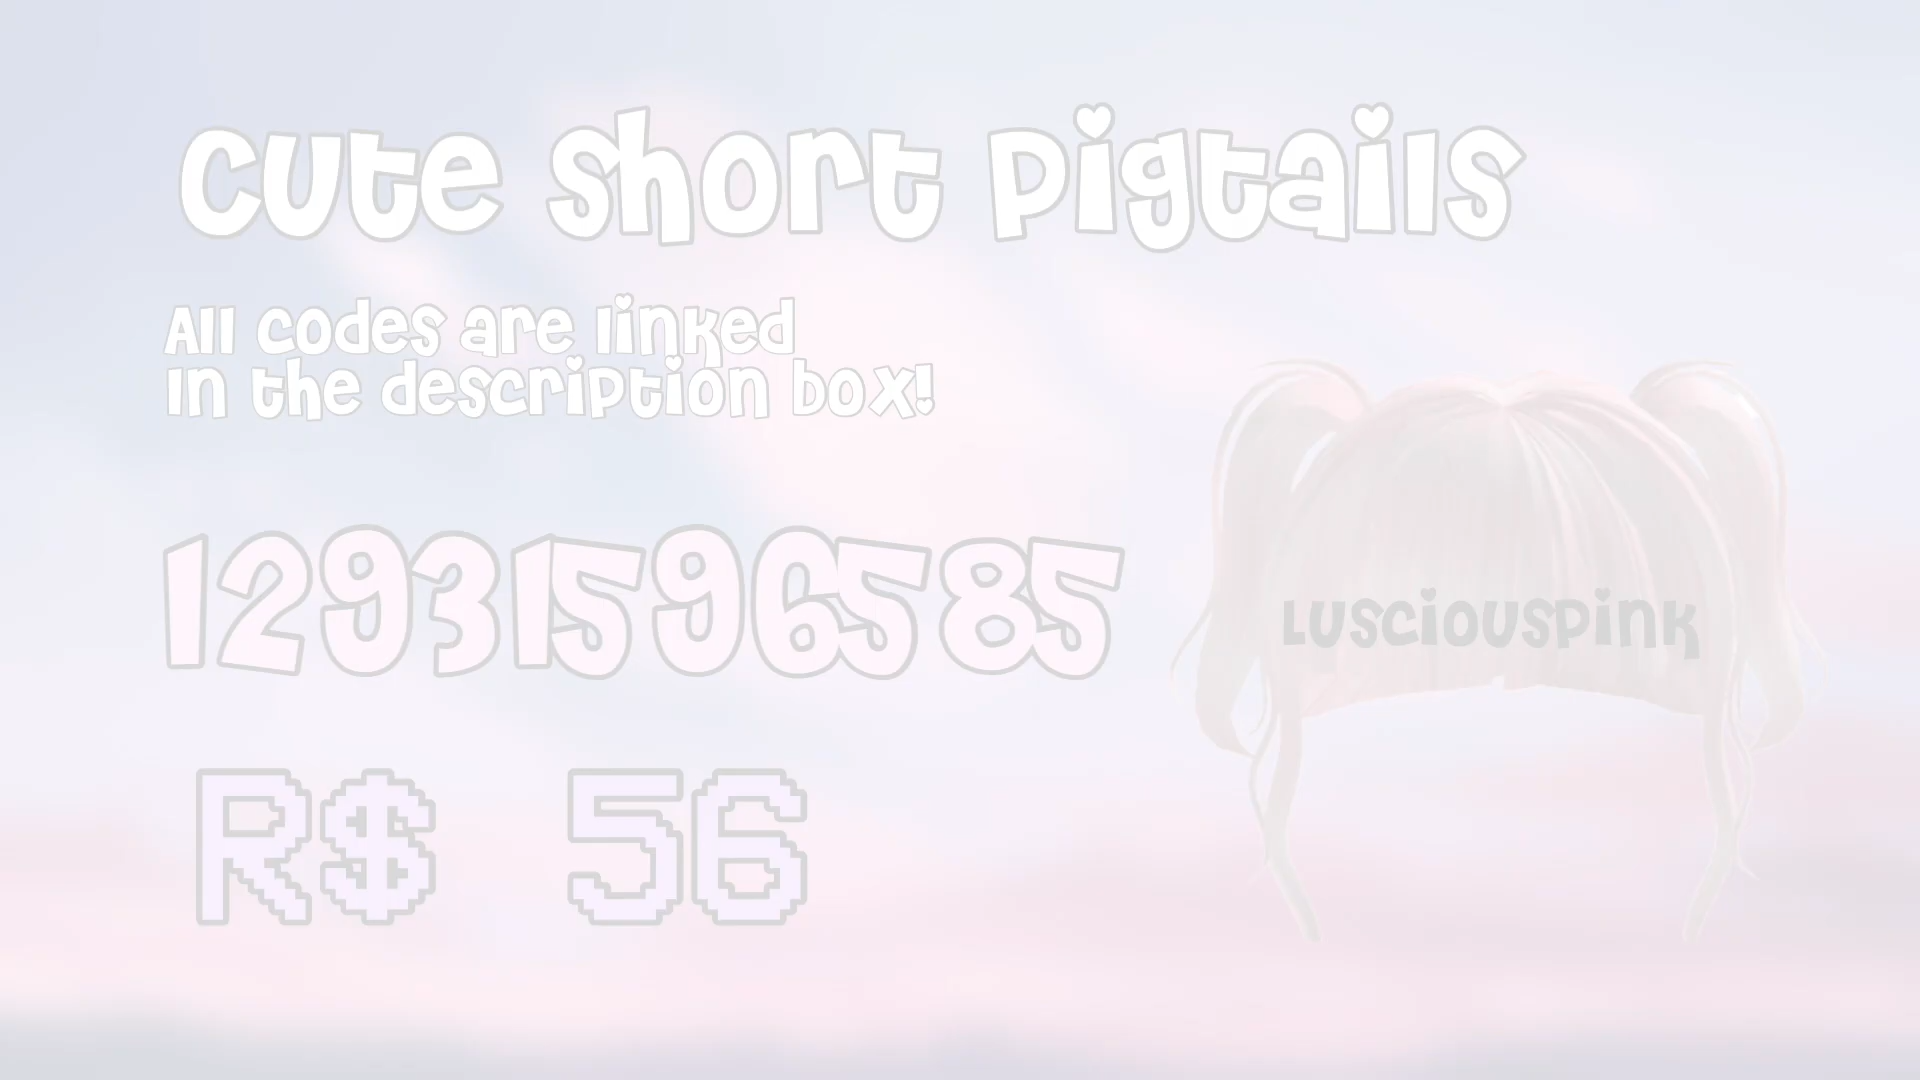 Cute Short Pigtails
All codes are linked
in the description box!
12931596585
LUSCIOUSPINK
R$ 56